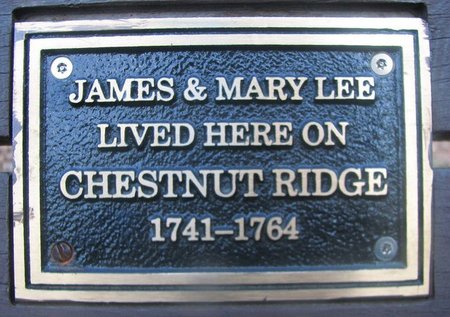 JAMES & MARY LEE
LIVED HERE ON
CHESTNUT RIDGE
1741–1764